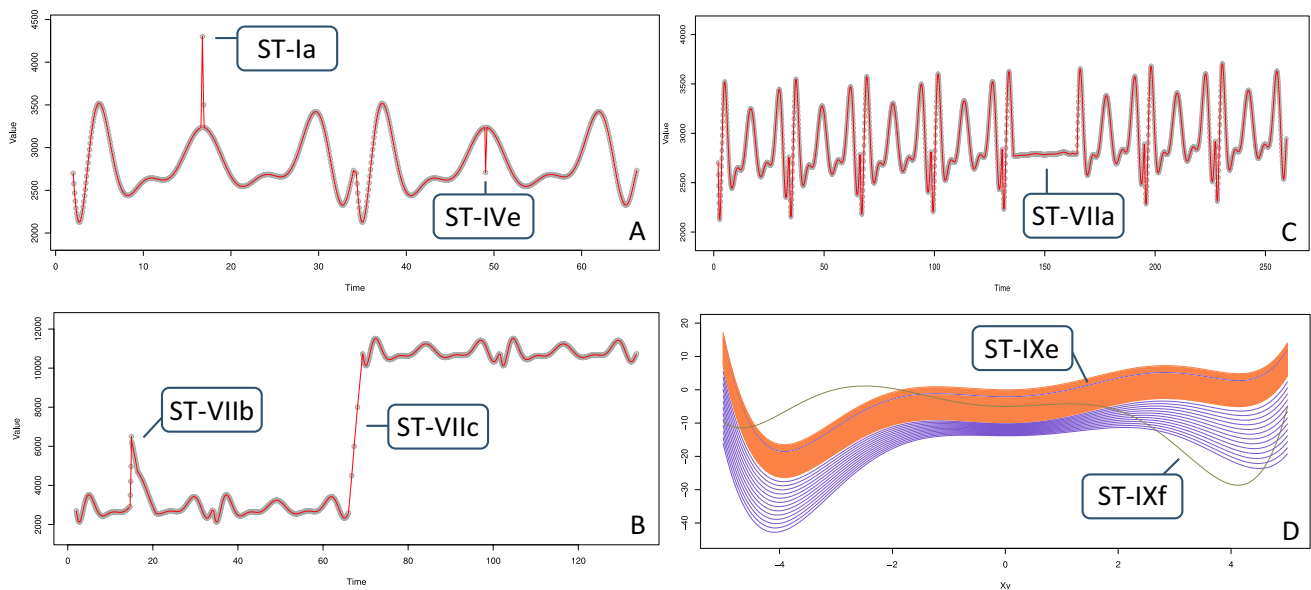 4500
4000
3500
3000
2500
2000
Value
ST-Ia
ST-IVe
A
0 10 20 30 40 50 60
Time
4000
3500
3000
2500
2000
Value
ST-VIIa
C
0 50 100 150 200 250
Time
12000
10000
8000
6000
4000
2000
Value
ST-VIIb
ST-VIIc
B
0 20 40 60 80 100 120
Time
20
10
0
-10
-20
-30
-40
ST-IXe
ST-IXf
D
-4 -2 0 2 4
Xv